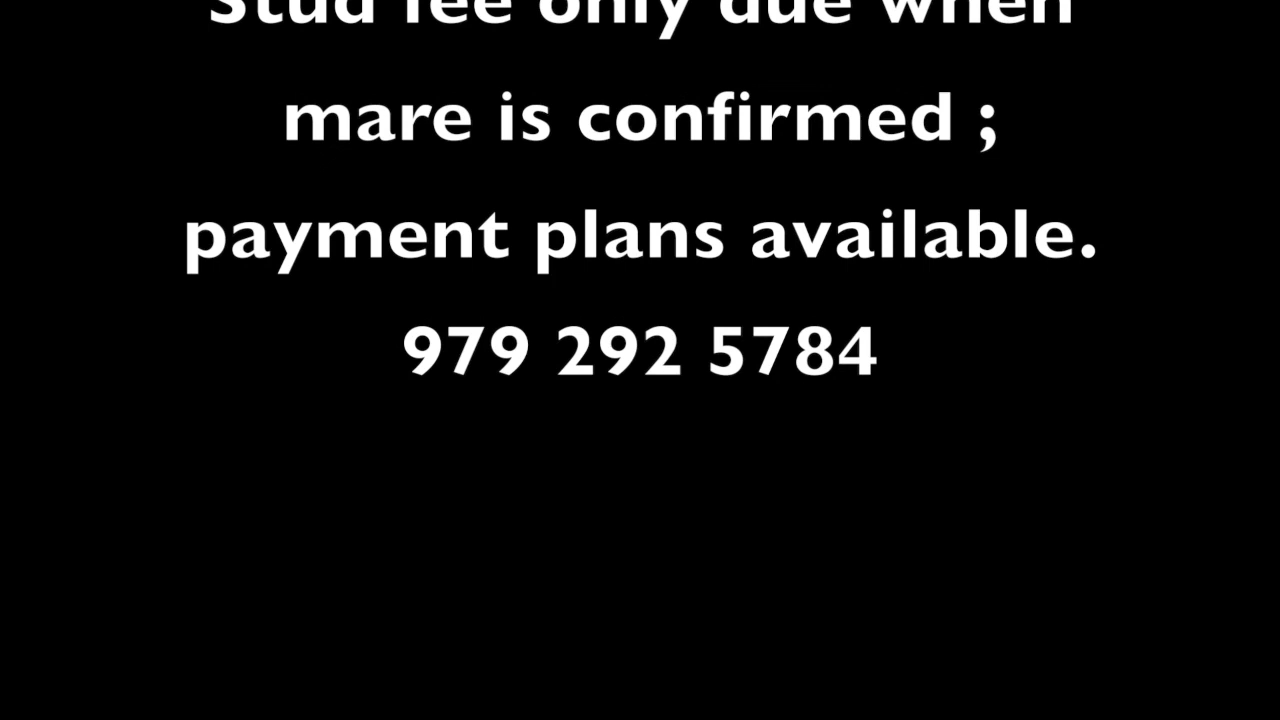 Stud fee only due when
mare is confirmed ;
payment plans available.
979 292 5784